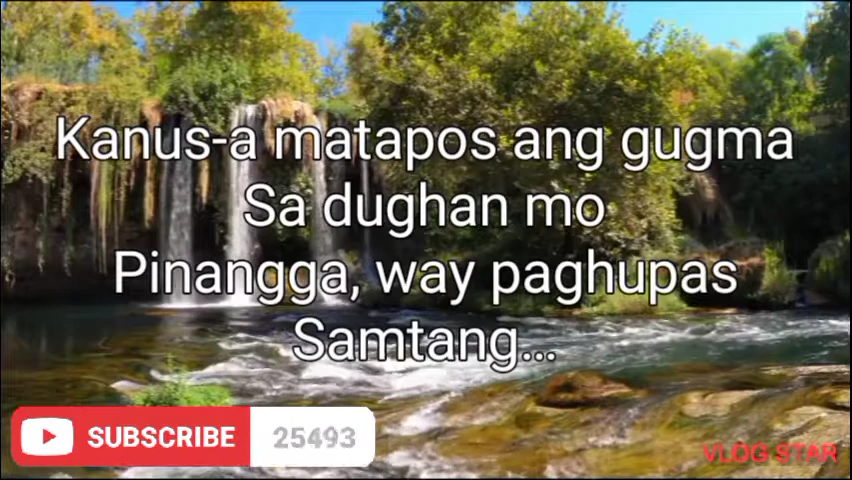 Kanus-a matapos ang gugma
Sa dughan mo
Pinangga, way paghupas
Samtang...
SUBSCRIBE 25493
VLOG STAR